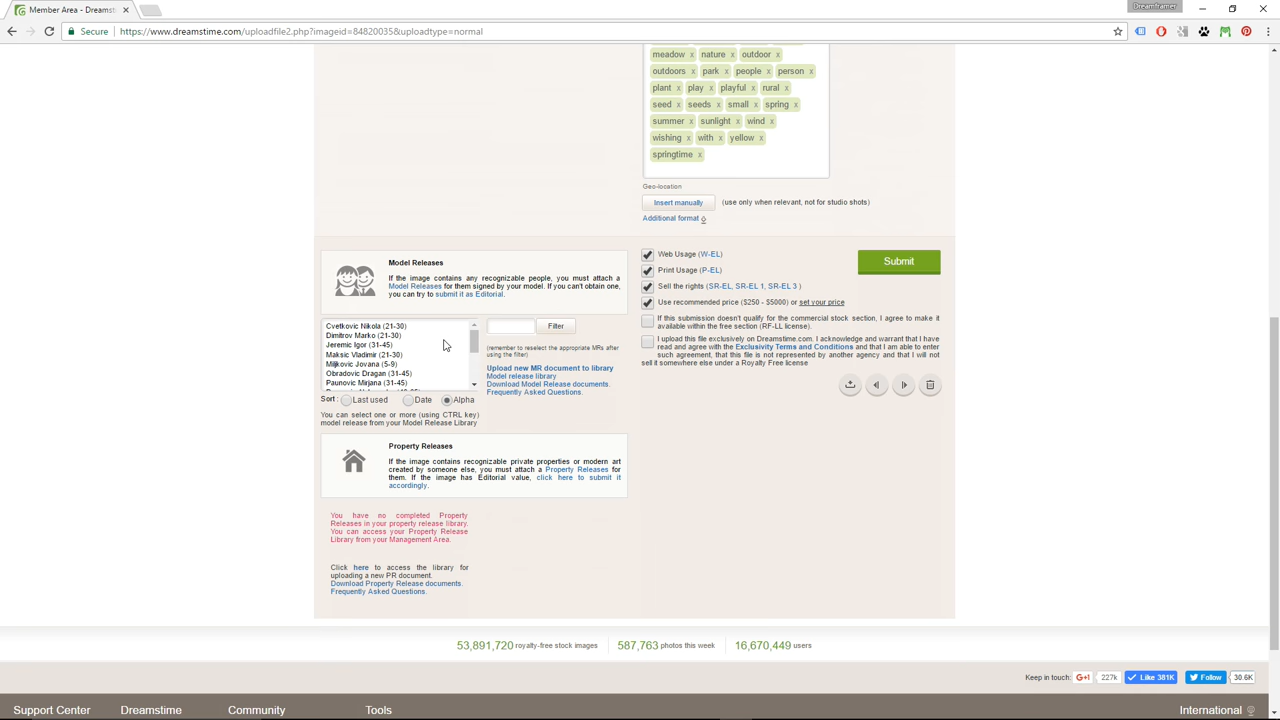 Member Area - Dreamst
Dreamframer
Secure
https://www.dreamstime.com/uploadfile2.php?imageid=84820035&uploadtype=normal
meadow x nature x outdoor x
outdoors x park x people x person x
plant x play x playful x rural x
seed x seeds x small x spring x
summer x sunlight x wind x
wishing x with x yellow x
springtime x
Geo-location
Insert manually (use only when relevant, not for studio shots)
Additional format
Model Releases
If the image contains any recognizable people, you must attach a
Model Releases for them signed by your model. If you can't obtain one,
you can try to submit it as Editorial.
Cvetkovic Nikola (21-30)
Dimitrov Marko (21-30)
Jeremic Igor (31-45)
Maksic Vladimir (21-30)
Miljkovic Jovana (5-9)
Obradovic Dragan (31-45)
Paunovic Mirjana (31-45)
Filter
(remember to reselect the appropriate MRs after
using the filter)
Upload new MR document to library
Model release library
Download Model Release documents.
Frequently Asked Questions.
Sort : Last used Date Alpha
You can select one or more (using CTRL key)
model release from your Model Release Library
Property Releases
If the image contains recognizable private properties or modern art
created by someone else, you must attach a Property Releases for
them. If the image has Editorial value, click here to submit it
accordingly.
You have no completed Property
Releases in your property release library.
You can access your Property Release
Library from your Management Area.
Click here to access the library for
uploading a new PR document.
Download Property Release documents.
Frequently Asked Questions.
Web Usage (W-EL)
Print Usage (P-EL)
Sell the rights (SR-EL, SR-EL 1, SR-EL 3 )
Use recommended price ($250 - $5000) or set your price
If this submission doesn't qualify for the commercial stock section, I agree to make it
available within the free section (RF-LL license).
I upload this file exclusively on Dreamstime.com. I acknowledge and warrant that I have
read and agree with the Exclusivity Terms and Conditions and that I am able to enter
such agreement, that this file is not represented by another agency and that I will not
sell it somewhere else under a Royalty Free license
Submit
53,891,720 royalty-free stock images 587,763 photos this week 16,670,449 users
Keep in touch: G+1 227k Like 381K Follow 30.6K
Support Center Dreamstime Community Tools International